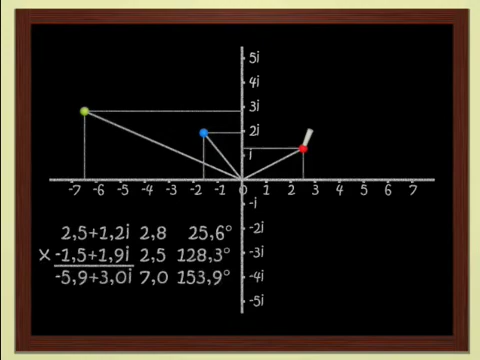 5i
4i
3i
2i
i
-7 -6 -5 -4 -3 -2 -1 0 1 2 3 4 5 6 7
-i
-2i
-3i
-4i
-5i
2,5+1,2i 2,8 25,6°
×-1,5+1,9i 2,5 128,3°
-5,9+3,0i 7,0 153,9°